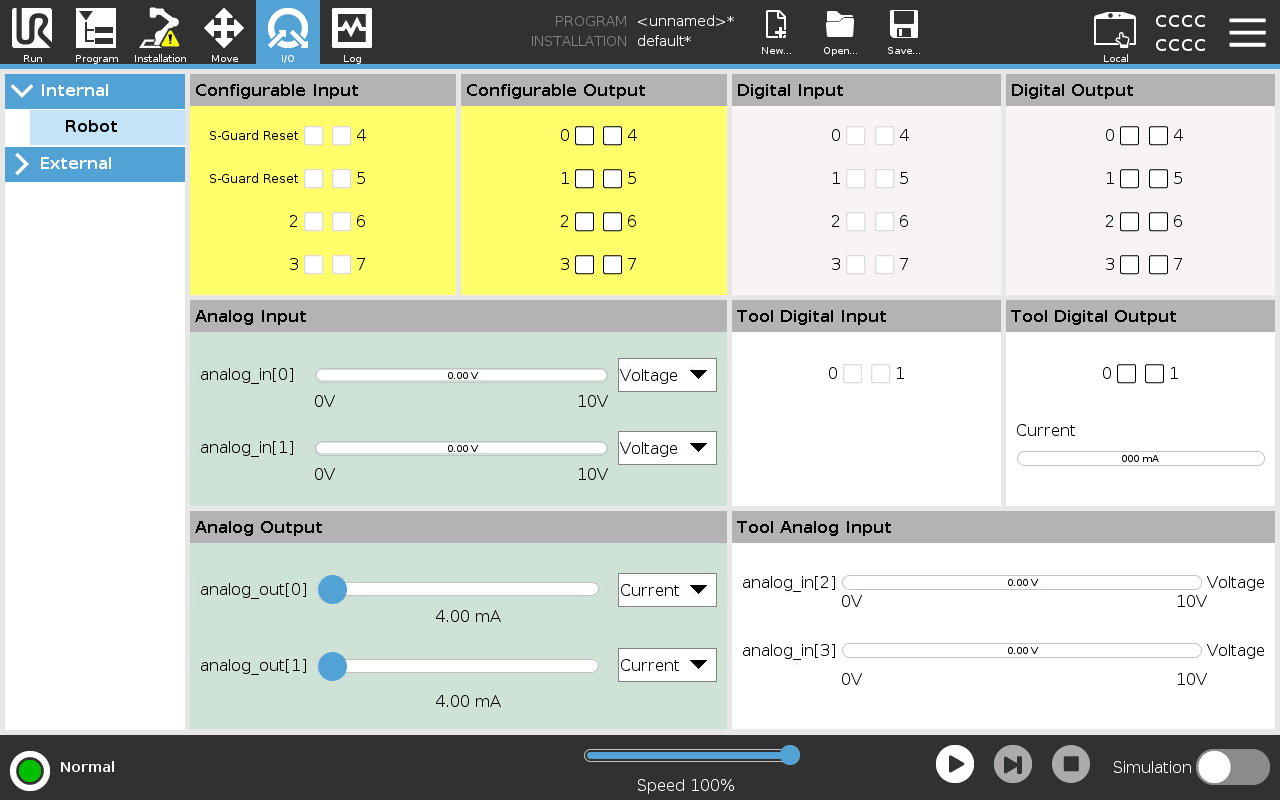 PROGRAM <unnamed>*
INSTALLATION default*
CCCC
CCCC
Run Program Installation Move I/O Log New... Open... Save... Local
Internal
Robot
External
Configurable Input
S-Guard Reset 4
S-Guard Reset 5
2 6
3 7
Configurable Output
0 4
1 5
2 6
3 7
Digital Input
0 4
1 5
2 6
3 7
Digital Output
0 4
1 5
2 6
3 7
Analog Input
analog_in[0] 0.00 V Voltage
0V 10V
analog_in[1] 0.00 V Voltage
0V 10V
Tool Digital Input
0 1
Tool Digital Output
0 1
Current
000 mA
Analog Output
analog_out[0] Current
4.00 mA
analog_out[1] Current
4.00 mA
Tool Analog Input
analog_in[2] 0.00 V Voltage
0V 10V
analog_in[3] 0.00 V Voltage
0V 10V
Normal
Speed 100%
Simulation